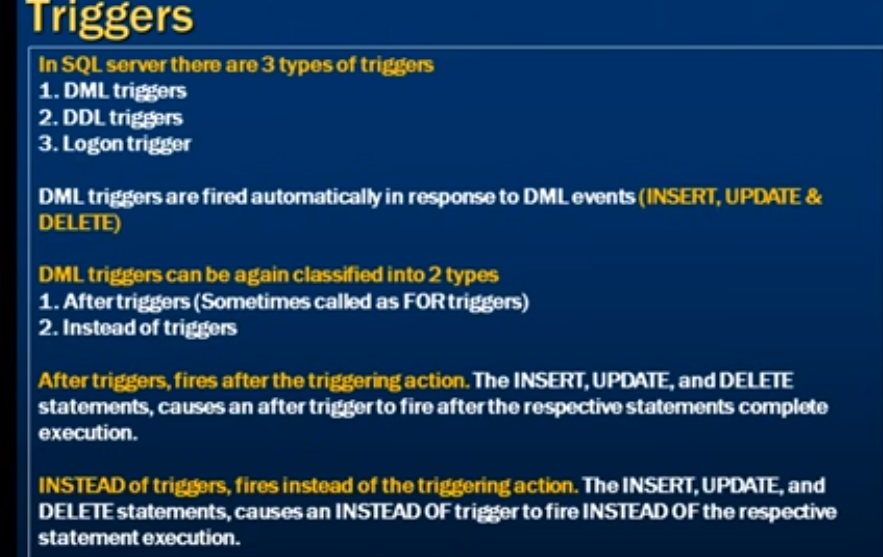 Triggers
In SQL server there are 3 types of triggers
1. DML triggers
2. DDL triggers
3. Logon trigger
DML triggers are fired automatically in response to DML events (INSERT, UPDATE &
DELETE)
DML triggers can be again classified into 2 types
1. After triggers (Sometimes called as FOR triggers)
2. Instead of triggers
After triggers, fires after the triggering action. The INSERT, UPDATE, and DELETE
statements, causes an after trigger to fire after the respective statements complete
execution.
INSTEAD of triggers, fires instead of the triggering action. The INSERT, UPDATE, and
DELETE statements, causes an INSTEAD OF trigger to fire INSTEAD OF the respective
statement execution.